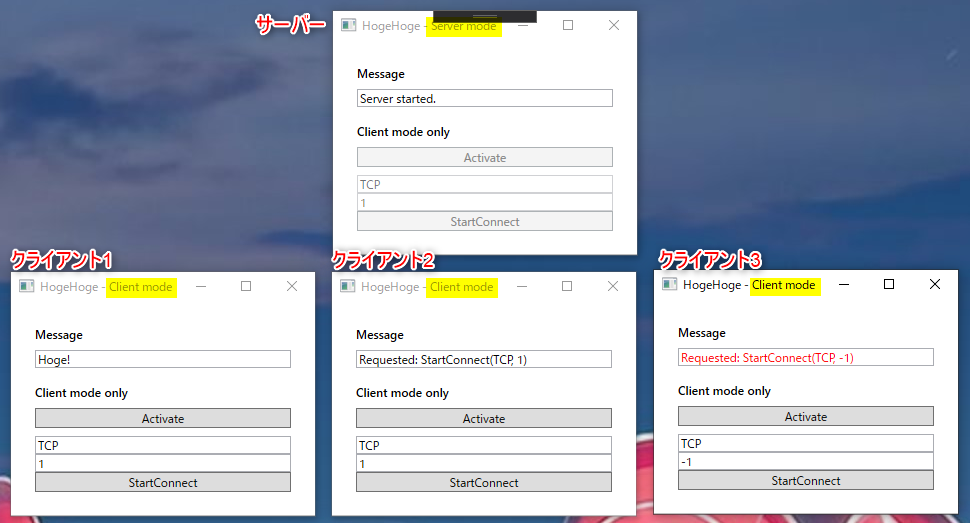 サーバー
HogeHoge - Server mode
Message
Server started.
Client mode only
Activate
TCP
1
StartConnect
クライアント1
HogeHoge - Client mode
Message
Hoge!
Client mode only
Activate
TCP
1
StartConnect
クライアント2
HogeHoge - Client mode
Message
Requested: StartConnect(TCP, 1)
Client mode only
Activate
TCP
1
StartConnect
クライアント3
HogeHoge - Client mode
Message
Requested: StartConnect(TCP, -1)
Client mode only
Activate
TCP
-1
StartConnect